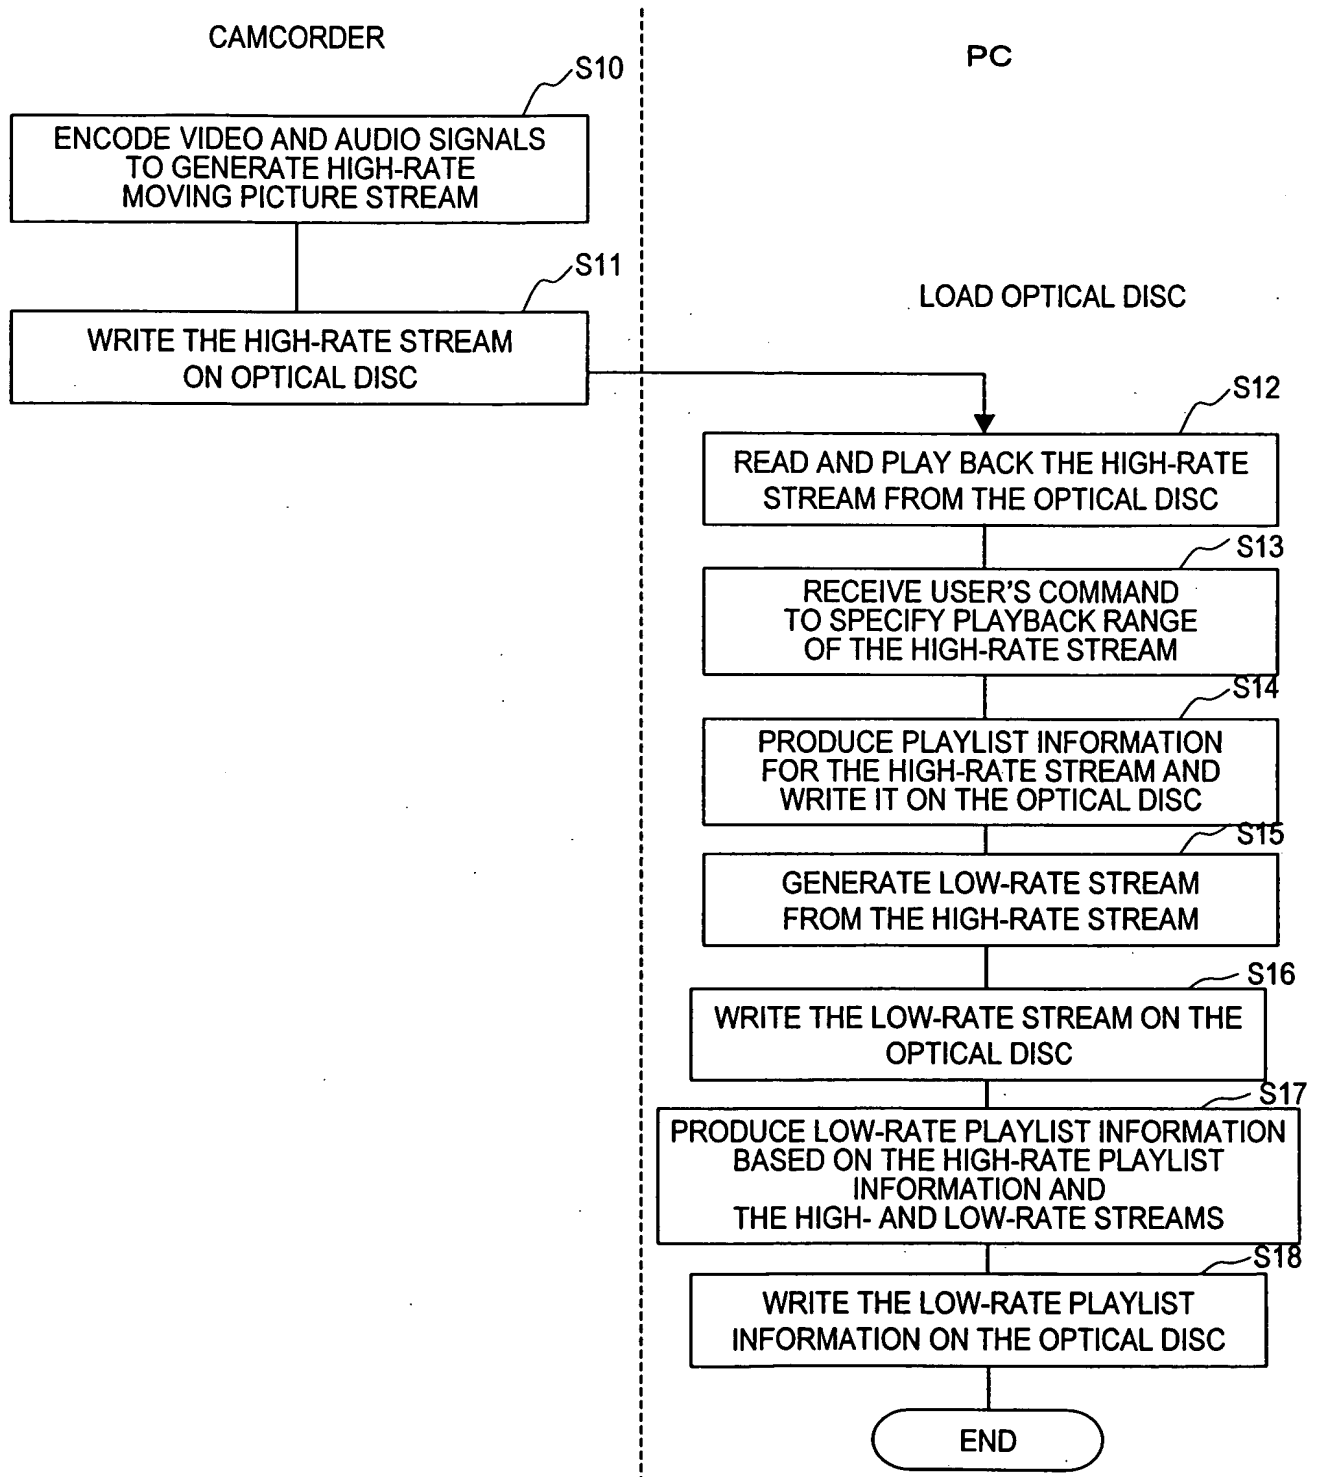 CAMCORDER
S10
ENCODE VIDEO AND AUDIO SIGNALS
TO GENERATE HIGH-RATE
MOVING PICTURE STREAM
S11
WRITE THE HIGH-RATE STREAM
ON OPTICAL DISC
PC
LOAD OPTICAL DISC
S12
READ AND PLAY BACK THE HIGH-RATE
STREAM FROM THE OPTICAL DISC
S13
RECEIVE USER'S COMMAND
TO SPECIFY PLAYBACK RANGE
OF THE HIGH-RATE STREAM
S14
PRODUCE PLAYLIST INFORMATION
FOR THE HIGH-RATE STREAM AND
WRITE IT ON THE OPTICAL DISC
S15
GENERATE LOW-RATE STREAM
FROM THE HIGH-RATE STREAM
S16
WRITE THE LOW-RATE STREAM ON THE
OPTICAL DISC
S17
PRODUCE LOW-RATE PLAYLIST INFORMATION
BASED ON THE HIGH-RATE PLAYLIST
INFORMATION AND
THE HIGH- AND LOW-RATE STREAMS
S18
WRITE THE LOW-RATE PLAYLIST
INFORMATION ON THE OPTICAL DISC
END